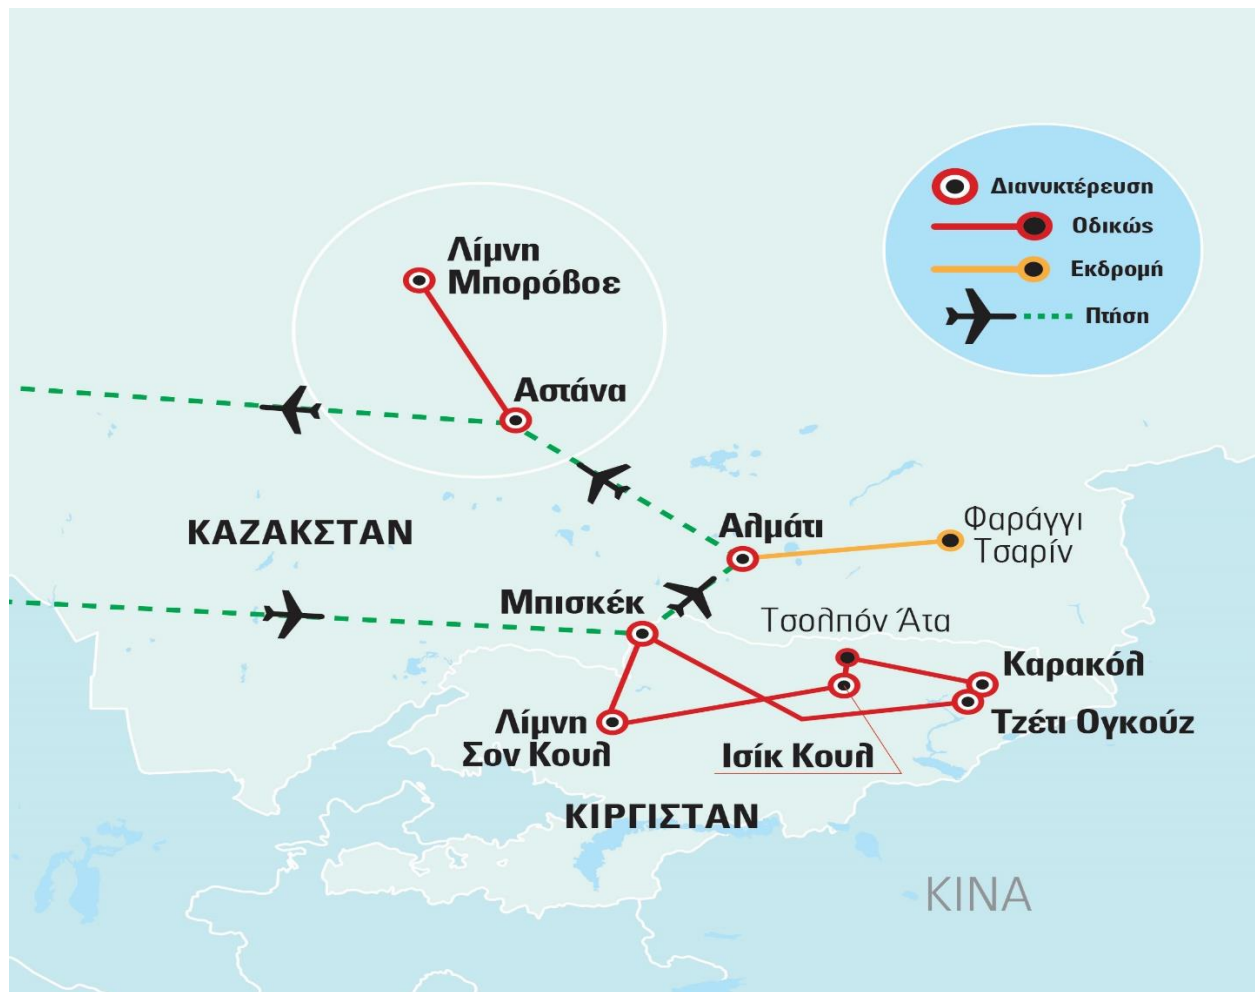 Διανυκτέρευση
Οδικώς
Εκδρομή
Πτήση
Λίμνη
Μπορόβοε
Αστάνα
ΚΑΖΑΚΣΤΑΝ
Αλμάτι
Φαράγγι
Τσαρίν
Μπισκέκ
Τσολπόν Άτα
Καρακόλ
Τζέτι Ογκούζ
Λίμνη
Σον Κουλ
Ισίκ Κουλ
ΚΙΡΓΙΣΤΑΝ
ΚΙΝΑ